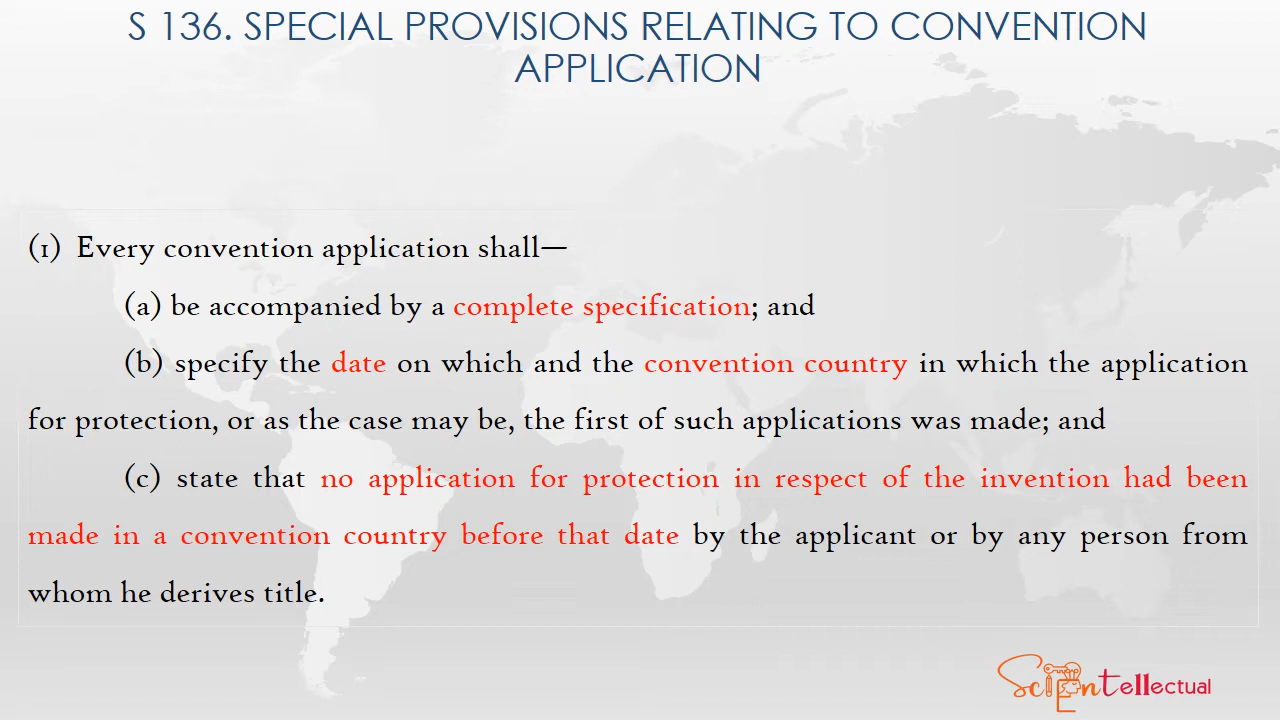 S 136. SPECIAL PROVISIONS RELATING TO CONVENTION
APPLICATION
(1) Every convention application shall—
(a) be accompanied by a complete specification; and
(b) specify the date on which and the convention country in which the application
for protection, or as the case may be, the first of such applications was made; and
(c) state that no application for protection in respect of the invention had been
made in a convention country before that date by the applicant or by any person from
whom he derives title.
Scientellectual